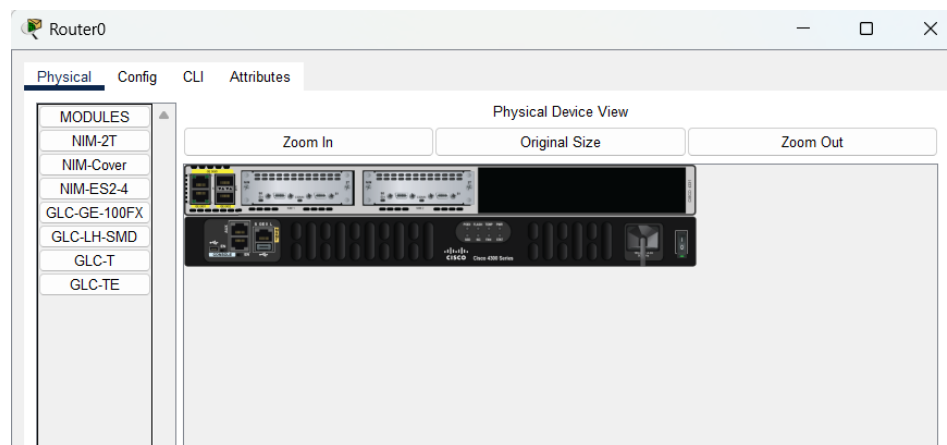 Router0
Physical Config CLI Attributes
MODULES
NIM-2T
NIM-Cover
NIM-ES2-4
GLC-GE-100FX
GLC-LH-SMD
GLC-T
GLC-TE
Physical Device View
Zoom In Original Size Zoom Out
CISCO Cisco 4300 Series
CONSOLE